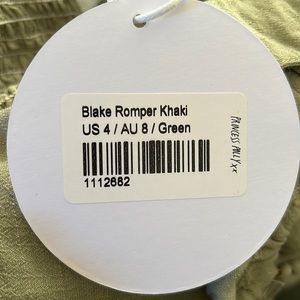 Blake Romper Khaki
US 4 / AU 8 / Green
1112682
PRINCESS POLLY xx